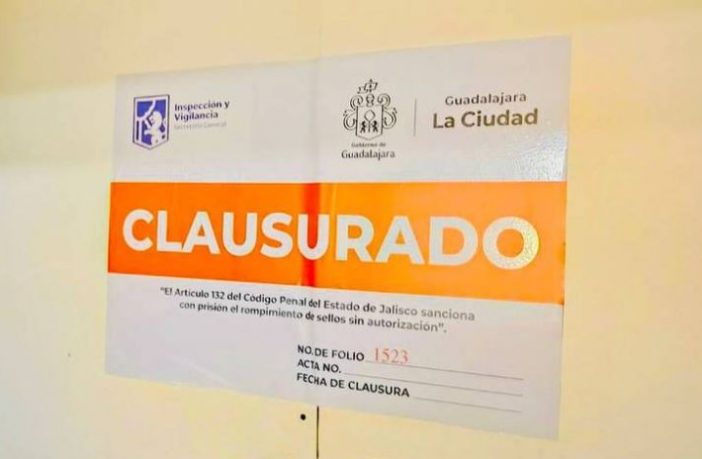 Inspección y
Vigilancia
Secretaría General
Gobierno de
Guadalajara
Guadalajara
La Ciudad
CLAUSURADO
"El Artículo 132 del Código Penal del Estado de Jalisco sanciona
con prisión el rompimiento de sellos sin autorización".
NO. DE FOLIO 1523
ACTA NO.
FECHA DE CLAUSURA